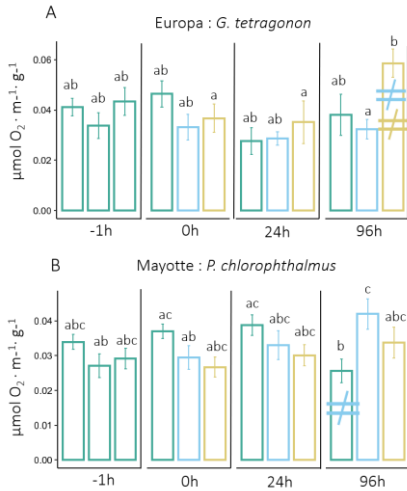 A
Europa : G. tetragonon
μmol O₂ · m⁻¹· g⁻¹
0.06
0.04
0.02
0.00
ab ab ab
ab ab a
ab ab a
ab a b
-1h 0h 24h 96h
B
Mayotte : P. chlorophthalmus
μmol O₂ · m⁻¹· g⁻¹
0.04
0.03
0.02
0.01
0.00
abc abc abc
ac ab abc
ac abc abc
b c abc
-1h 0h 24h 96h